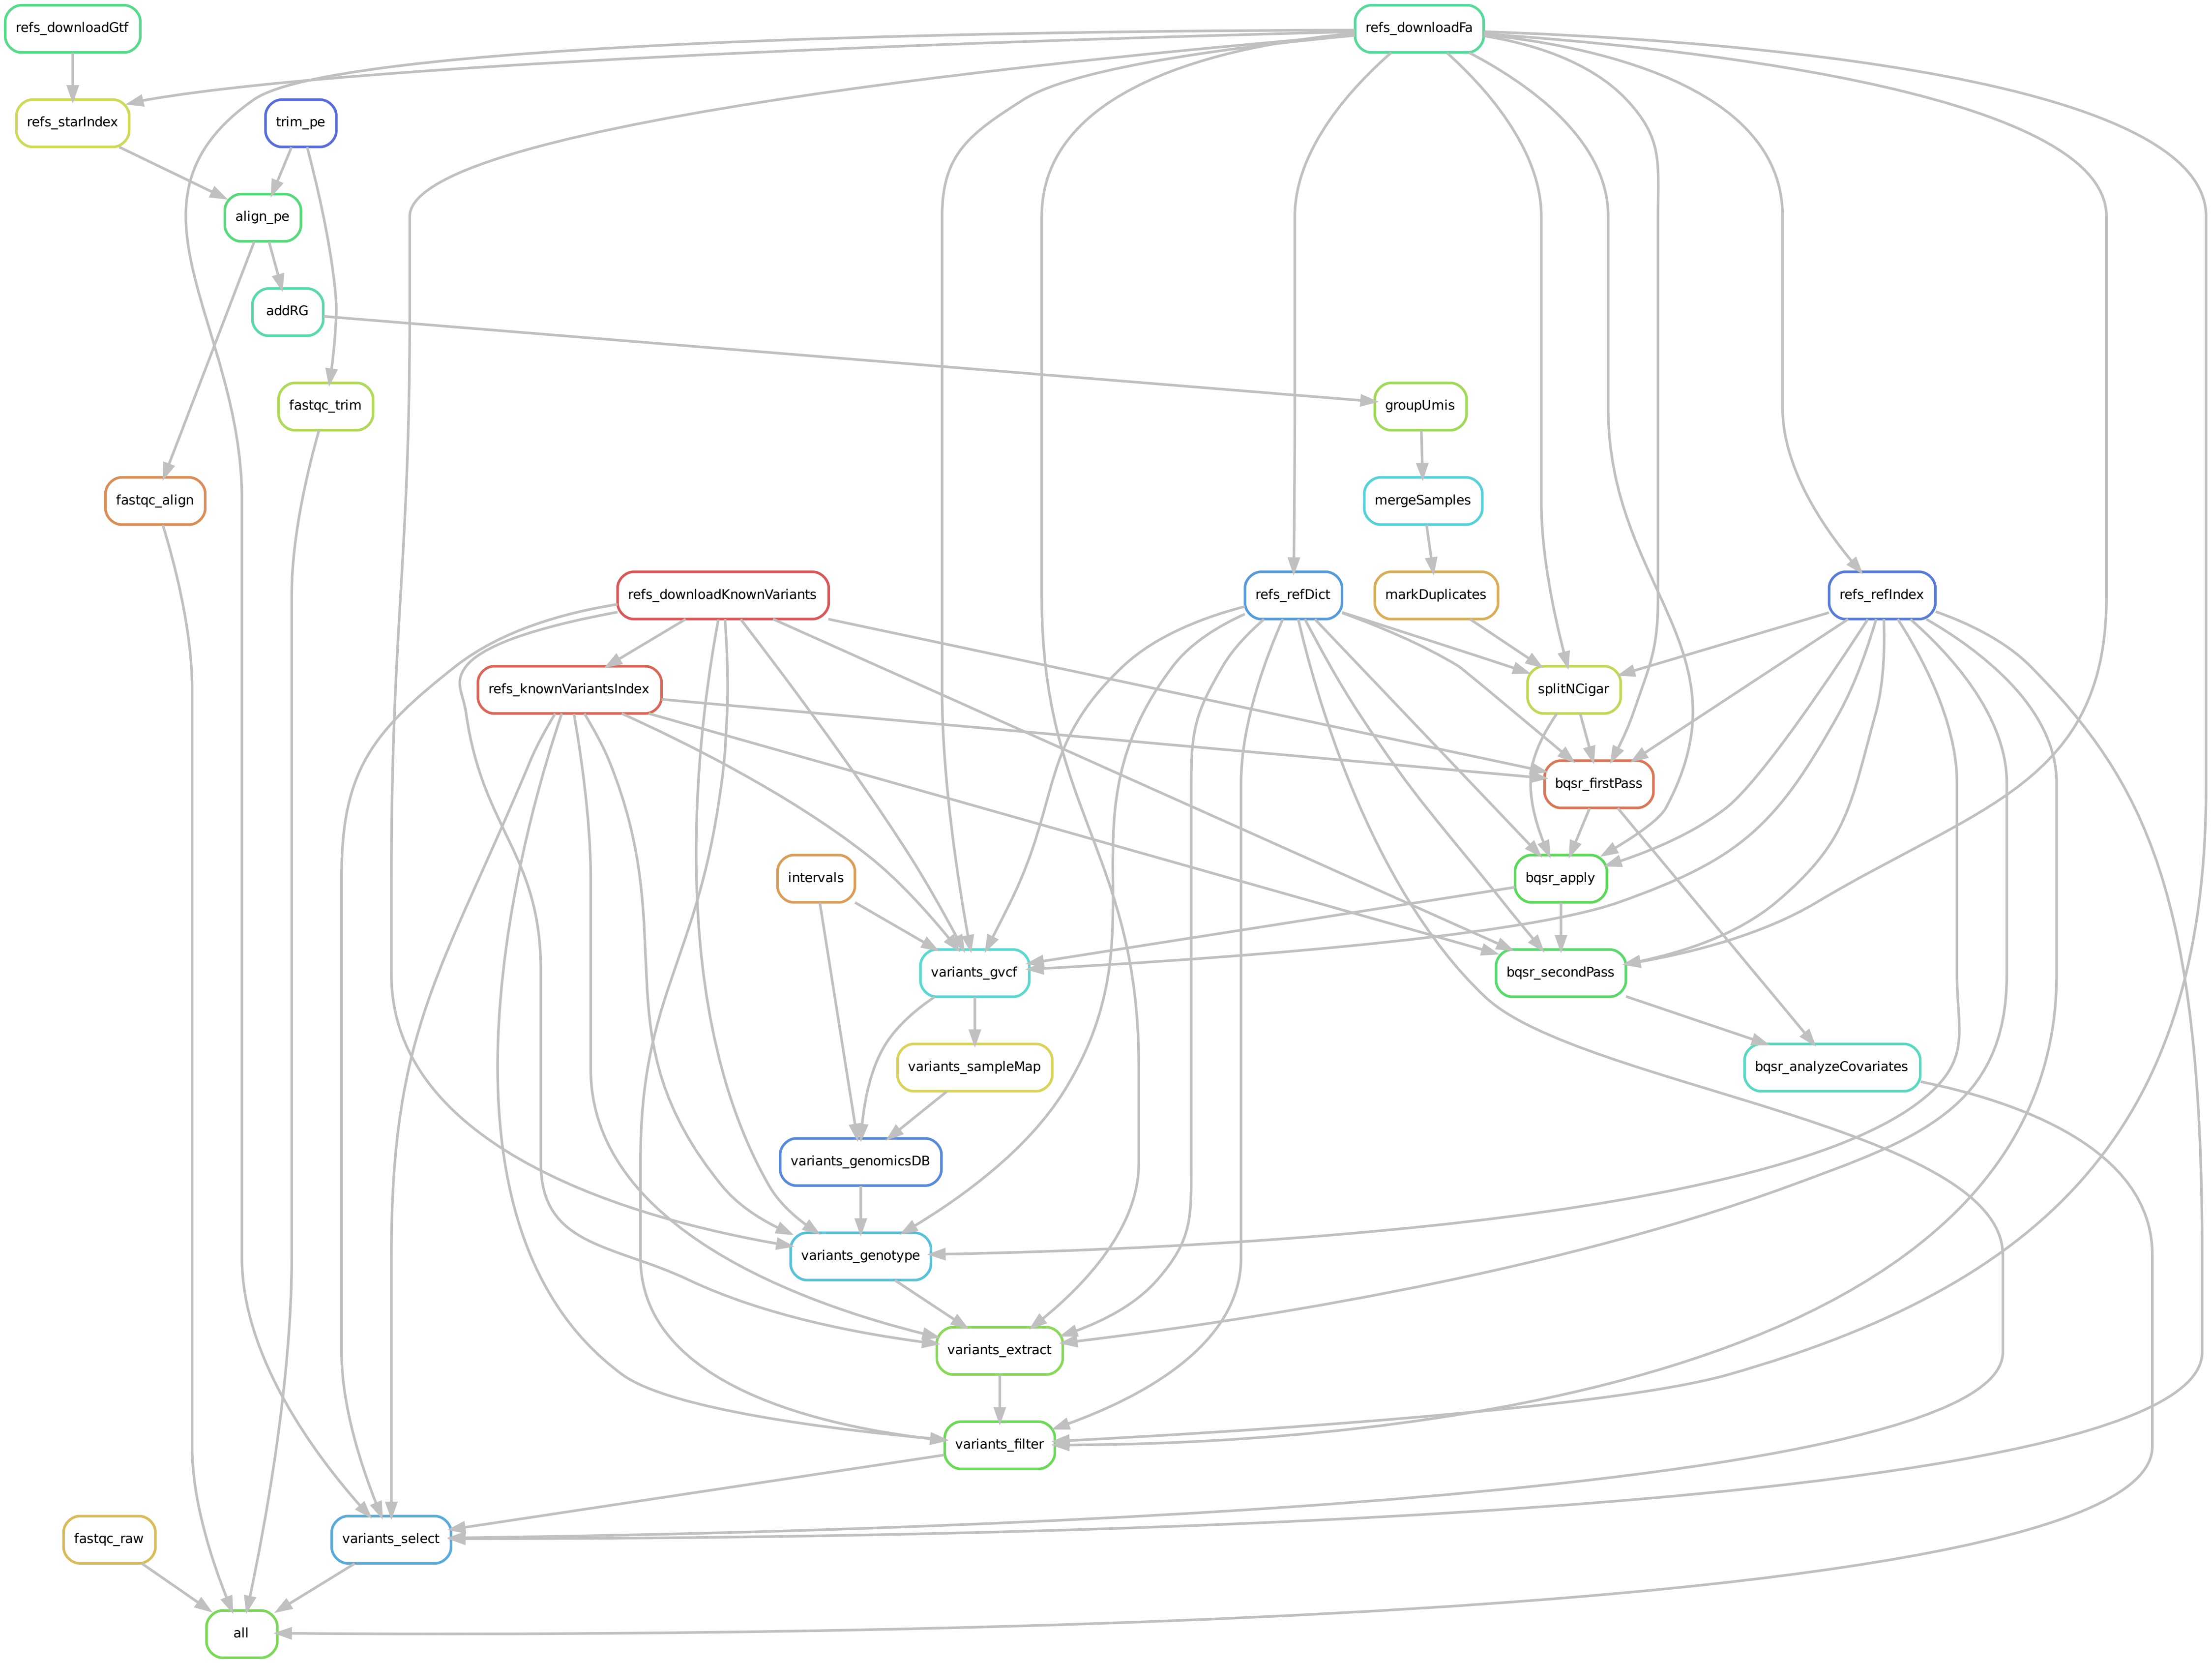 refs_downloadGtf
refs_downloadFa
refs_starIndex
trim_pe
align_pe
addRG
fastqc_trim
groupUmis
fastqc_align
mergeSamples
refs_downloadKnownVariants
refs_refDict
markDuplicates
refs_refIndex
refs_knownVariantsIndex
splitNCigar
bqsr_firstPass
intervals
bqsr_apply
variants_gvcf
bqsr_secondPass
variants_sampleMap
bqsr_analyzeCovariates
variants_genomicsDB
variants_genotype
variants_extract
variants_filter
fastqc_raw
variants_select
all